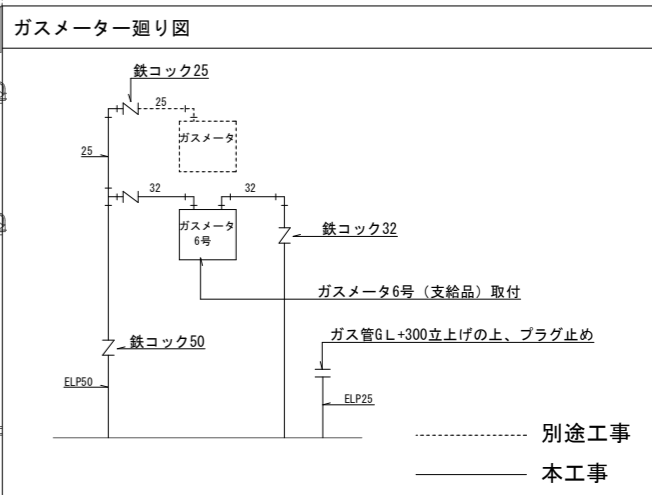 ガスメーター廻り図
鉄コック25
25
ガスメータ
25
32
32
ガスメータ
6号
鉄コック32
ガスメータ6号（支給品）取付
鉄コック50
ガス管GL+300立上げの上、プラグ止め
ELP50
ELP25
別途工事
本工事